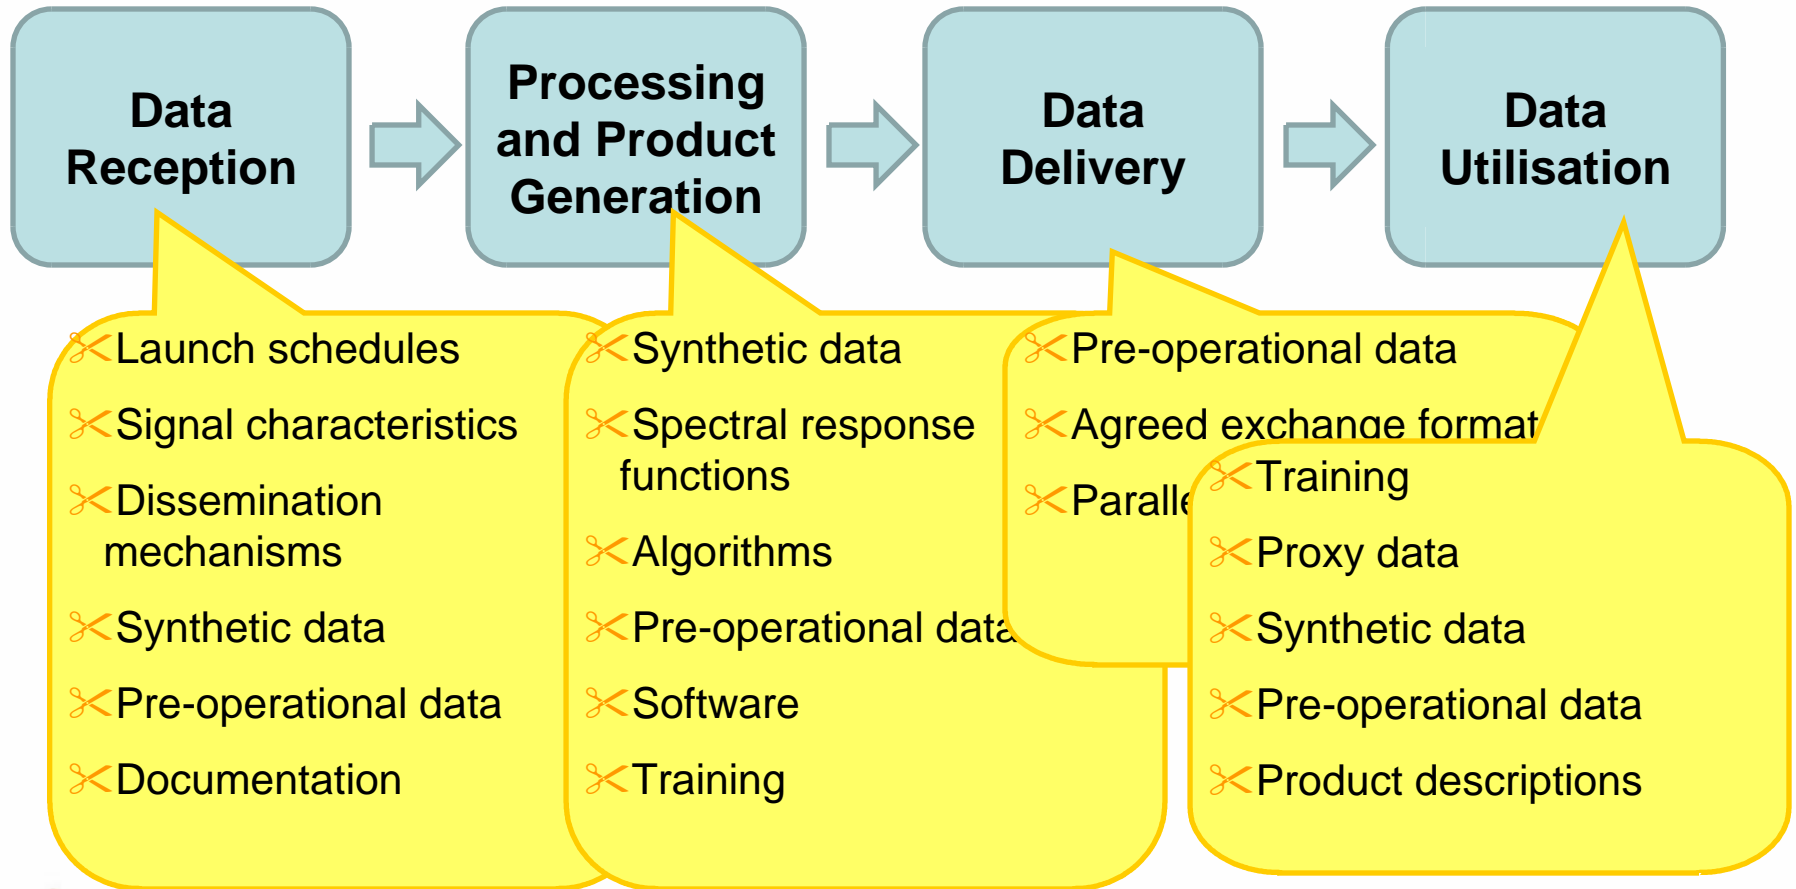 Data
Reception
Processing
and Product
Generation
Data
Delivery
Data
Utilisation
Launch schedules
Signal characteristics
Dissemination
mechanisms
Synthetic data
Pre-operational data
Documentation
Synthetic data
Spectral response
functions
Algorithms
Pre-operational data
Software
Training
Pre-operational data
Agreed exchange format
Training
Proxy data
Synthetic data
Pre-operational data
Product descriptions